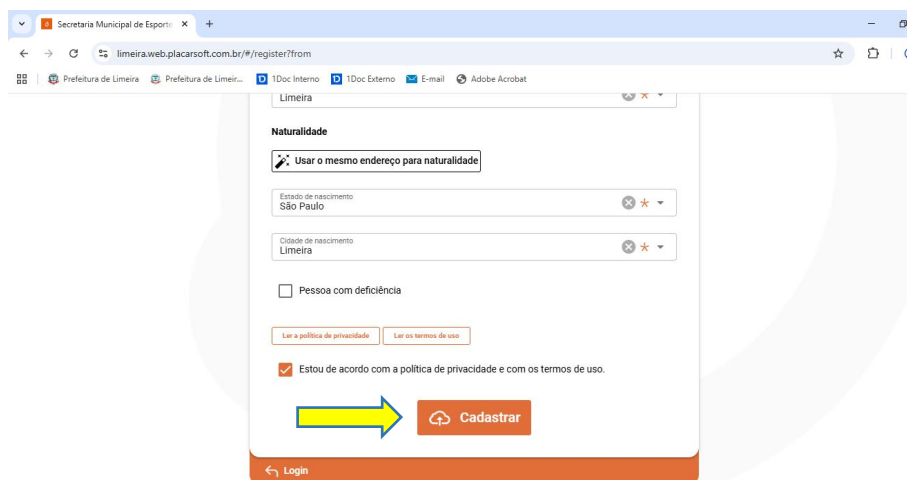 Secretaria Municipal de Esporte
limeira.web.placarsoft.com.br/#/register?from
Prefeitura de Limeira Prefeitura de Limeir... 1Doc Interno 1Doc Externo E-mail Adobe Acrobat
Limeira
Naturalidade
Usar o mesmo endereço para naturalidade
Estado de nascimento
São Paulo
Cidade de nascimento
Limeira
Pessoa com deficiência
Ler a política de privacidade Ler os termos de uso
Estou de acordo com a política de privacidade e com os termos de uso.
Cadastrar
Login